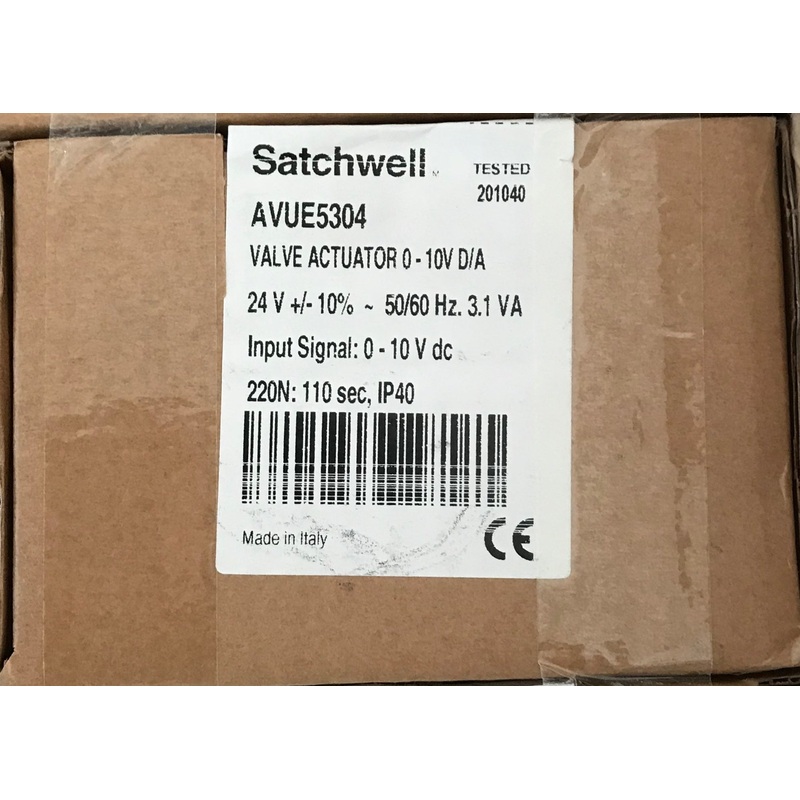 Satchwell
TESTED
201040
AVUE5304
VALVE ACTUATOR 0 - 10V D/A
24 V +/- 10% ~ 50/60 Hz. 3.1 VA
Input Signal: 0 - 10 V dc
220N: 110 sec, IP40
Made in Italy
CE